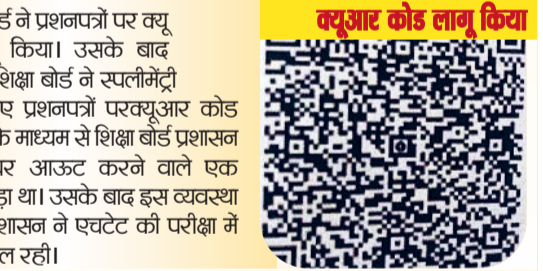 क्यूआर कोड लागू किया
ने प्रशनपत्रों पर क्यू
किया। उसके बाद
शिक्षा बोर्ड ने स्पलीमेंट्री
ए प्रशनपत्रों परक्यूआर कोड
के माध्यम से शिक्षा बोर्ड प्रशासन
आऊट करने वाले एक
था। उसके बाद इस व्यवस्था
ने एचटेट की परीक्षा में
रही।